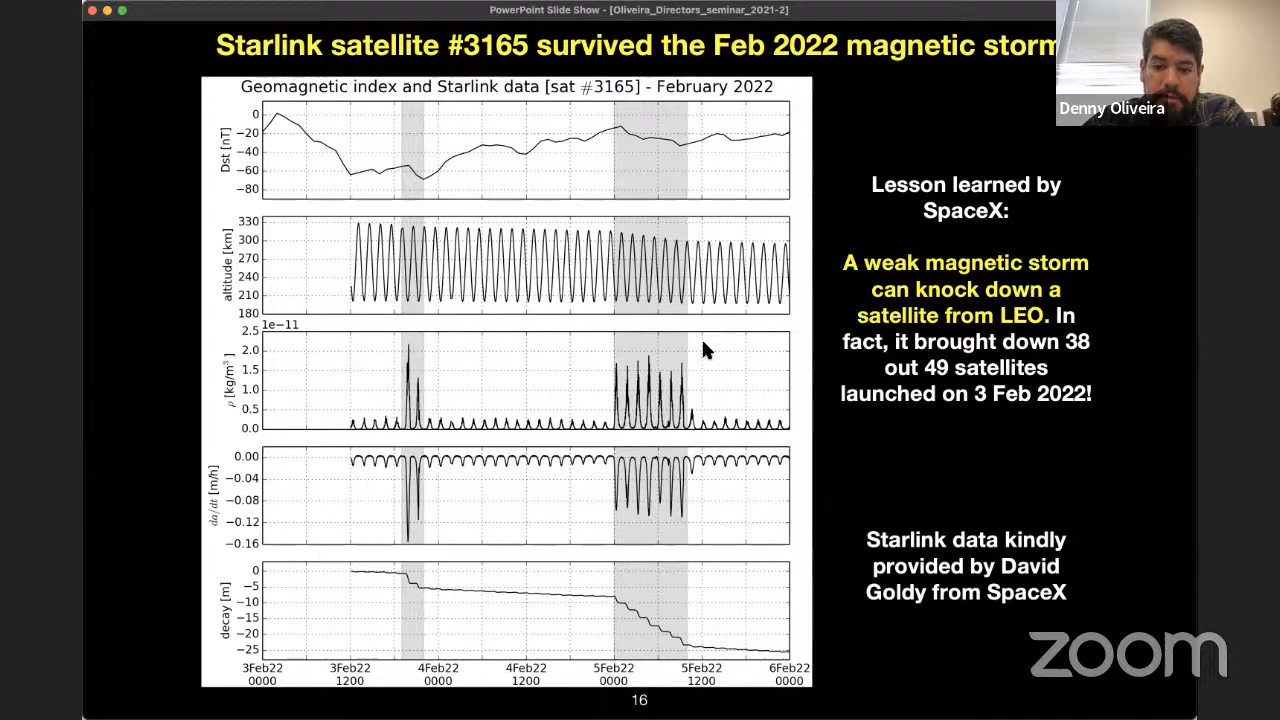 PowerPoint Slide Show - [Oliveira_Directors_seminar_2021-2]
Starlink satellite #3165 survived the Feb 2022 magnetic storm
Denny Oliveira
Geomagnetic index and Starlink data [sat #3165] - February 2022
Dst [nT]
0
−20
−40
−60
−80
altitude [km]
330
300
270
240
210
180
1e−11
ρ [kg/m³]
2.5
2.0
1.5
1.0
0.5
0.0
da/dt [m/h]
0.00
−0.04
−0.08
−0.12
−0.16
decay [m]
0
−5
−10
−15
−20
−25
3Feb22 3Feb22 4Feb22 4Feb22 5Feb22 5Feb22 6Feb22
0000 1200 0000 1200 0000 1200 0000
Lesson learned by
SpaceX:
A weak magnetic storm
can knock down a
satellite from LEO. In
fact, it brought down 38
out 49 satellites
launched on 3 Feb 2022!
Starlink data kindly
provided by David
Goldy from SpaceX
zoom
16